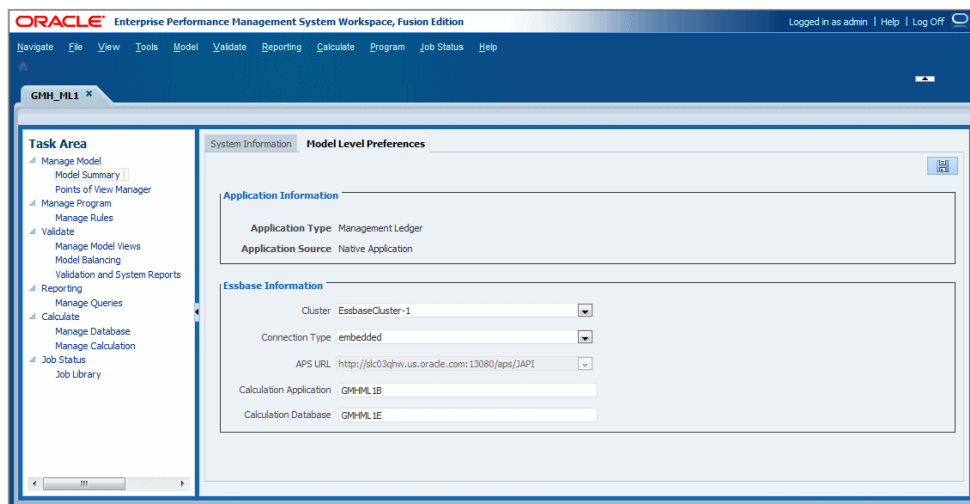 ORACLE Enterprise Performance Management System Workspace, Fusion Edition
Logged in as admin | Help | Log Off
Navigate File View Tools Model Validate Reporting Calculate Program Job Status Help
GMH_ML1 ×
Task Area
Manage Model
Model Summary
Points of View Manager
Manage Program
Manage Rules
Validate
Manage Model Views
Model Balancing
Validation and System Reports
Reporting
Manage Queries
Calculate
Manage Database
Manage Calculation
Job Status
Job Library
System Information Model Level Preferences
Application Information
Application Type Management Ledger
Application Source Native Application
Essbase Information
Cluster EssbaseCluster-1
Connection Type embedded
APS URL http://slc03qhw.us.oracle.com:13080/aps/JAPI
Calculation Application GMHML1B
Calculation Database GMHML1E